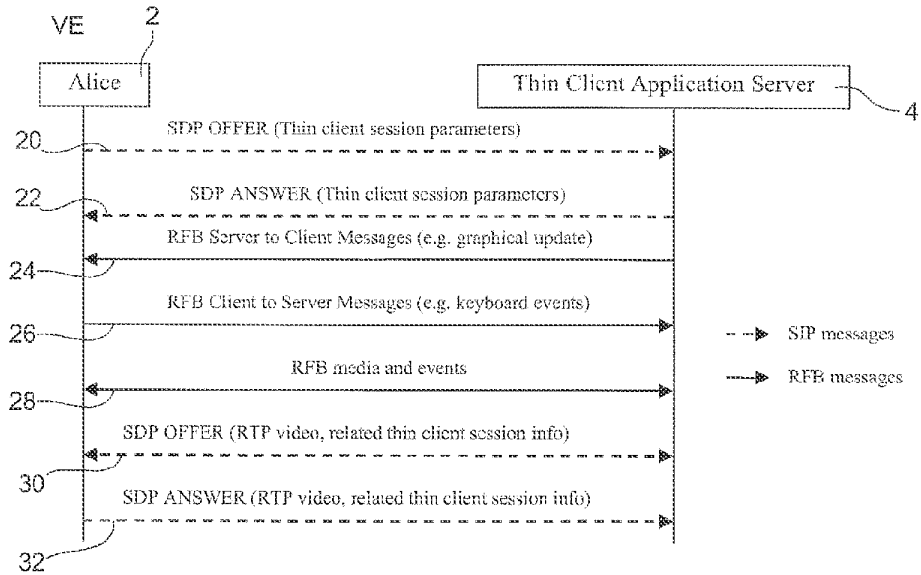 VE
2
Alice
Thin Client Application Server
4
SDP OFFER (Thin client session parameters)
20
SDP ANSWER (Thin client session parameters)
22
RFB Server to Client Messages (e.g. graphical update)
24
RFB Client to Server Messages (e.g. keyboard events)
26
SIP messages
RFB media and events
RFB messages
28
SDP OFFER (RTP video, related thin client session info)
30
SDP ANSWER (RTP video, related thin client session info)
32